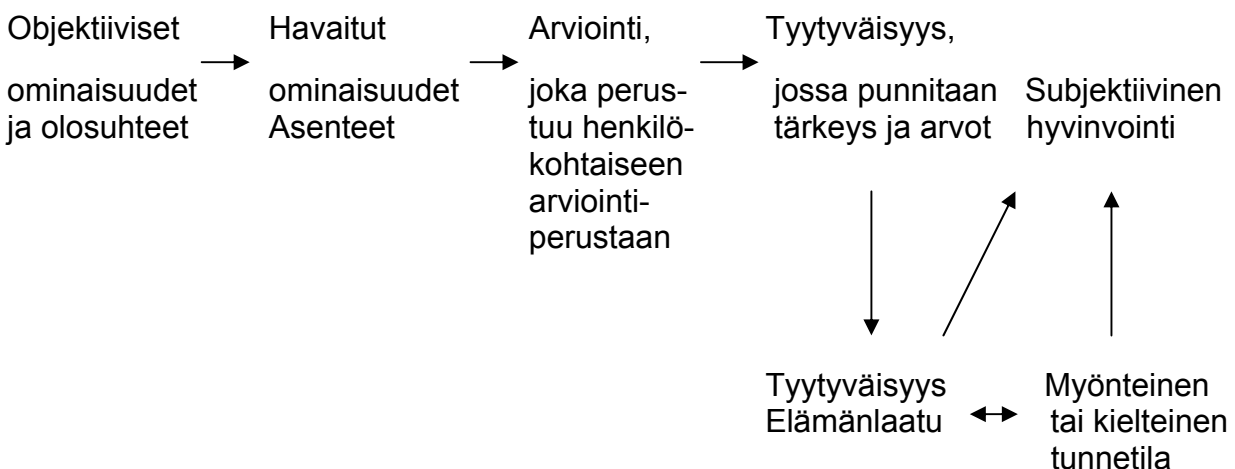 Objektiiviset
ominaisuudet
ja olosuhteet
Havaitut
ominaisuudet
Asenteet
Arviointi,
joka perus-
tuu henkilö-
kohtaiseen
arviointi-
perustaan
Tyytyväisyys,
jossa punnitaan
tärkeys ja arvot
Subjektiivinen
hyvinvointi
Tyytyväisyys
Elämänlaatu
Myönteinen
tai kielteinen
tunnetila